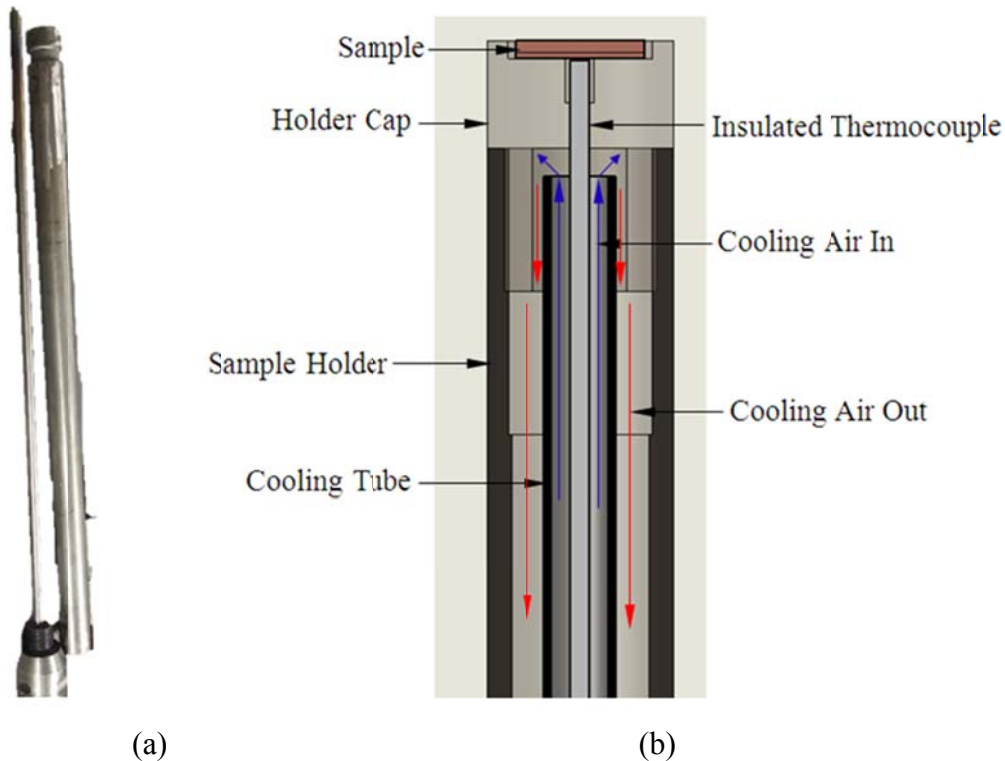 Sample
Holder Cap
Insulated Thermocouple
Cooling Air In
Sample Holder
Cooling Air Out
Cooling Tube
(a)
(b)